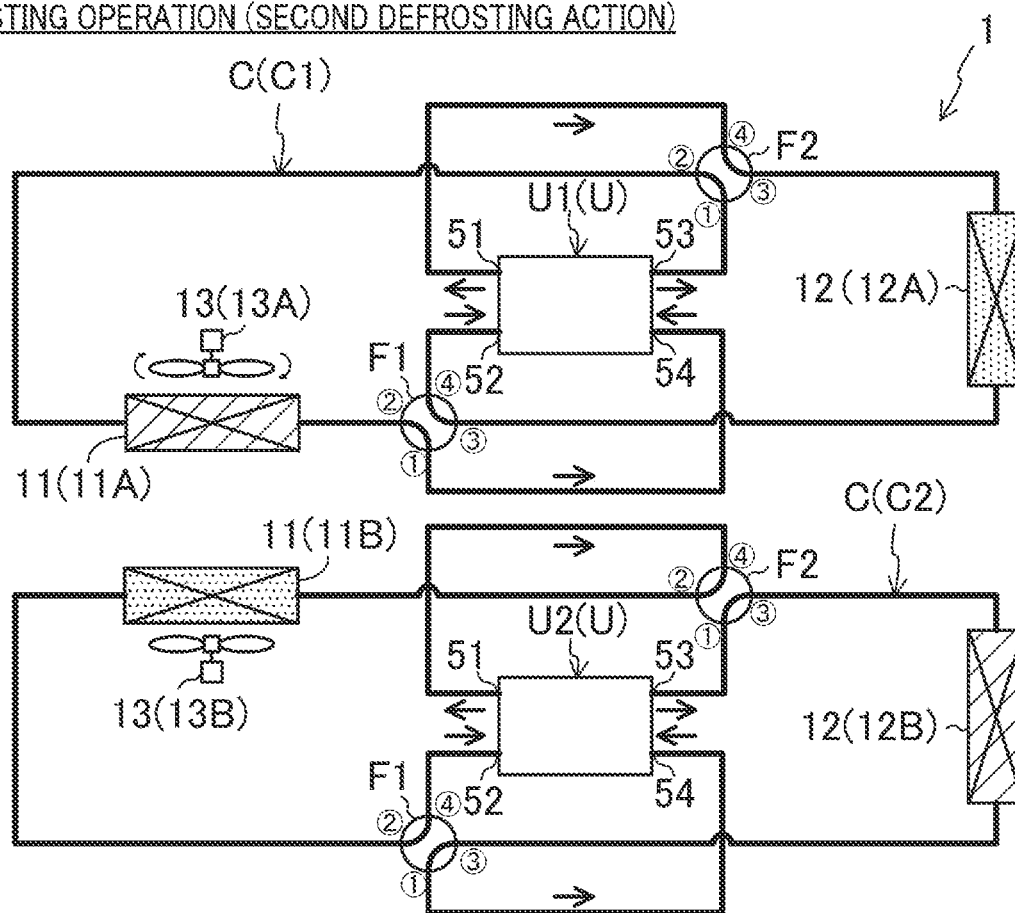 STING OPERATION (SECOND DEFROSTING ACTION)
1
C(C1)
④
② F2
U1(U) ③
①
51 53
13(13A) 12(12A)
F1 52 54
② ④
③
①
11(11A)
11(11B) C(C2)
④
② F2
U2(U) ③
①
51 53
13(13B) 12(12B)
F1 52 54
② ④
③
①